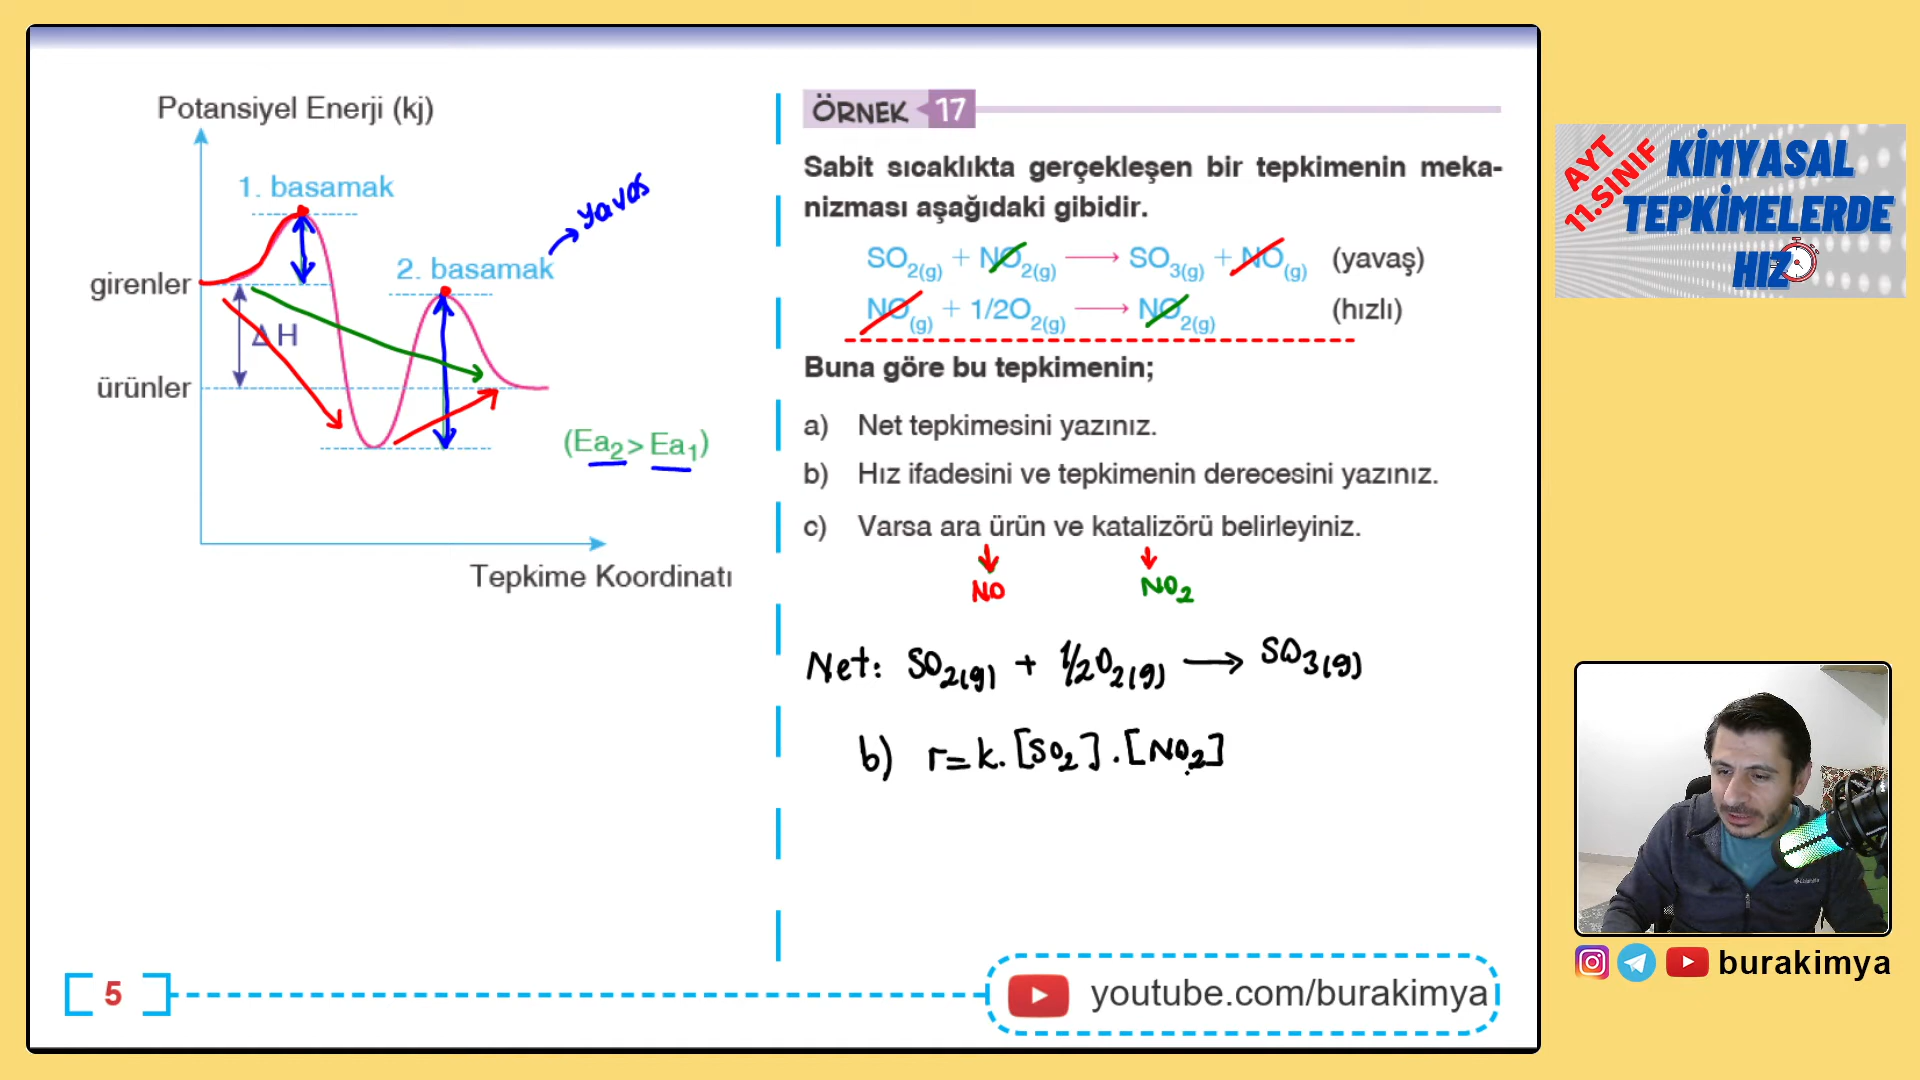 Potansiyel Enerji (kj)
1. basamak
yavaş
2. basamak
girenler
ΔH
ürünler
(Ea2 > Ea1)
Tepkime Koordinatı
ÖRNEK 17
Sabit sıcaklıkta gerçekleşen bir tepkimenin meka-
nizması aşağıdaki gibidir.
SO2(g) + NO2(g) → SO3(g) + NO(g) (yavaş)
NO(g) + 1/2O2(g) → NO2(g) (hızlı)
Buna göre bu tepkimenin;
a) Net tepkimesini yazınız.
b) Hız ifadesini ve tepkimenin derecesini yazınız.
c) Varsa ara ürün ve katalizörü belirleyiniz.
NO NO2
Net: SO2(g) + 1/2O2(g) → SO3(g)
b) r=k.[SO2].[NO2]
5
youtube.com/burakimya
AYT
11.SINIF
KİMYASAL
TEPKİMELERDE
HIZ
burakimya